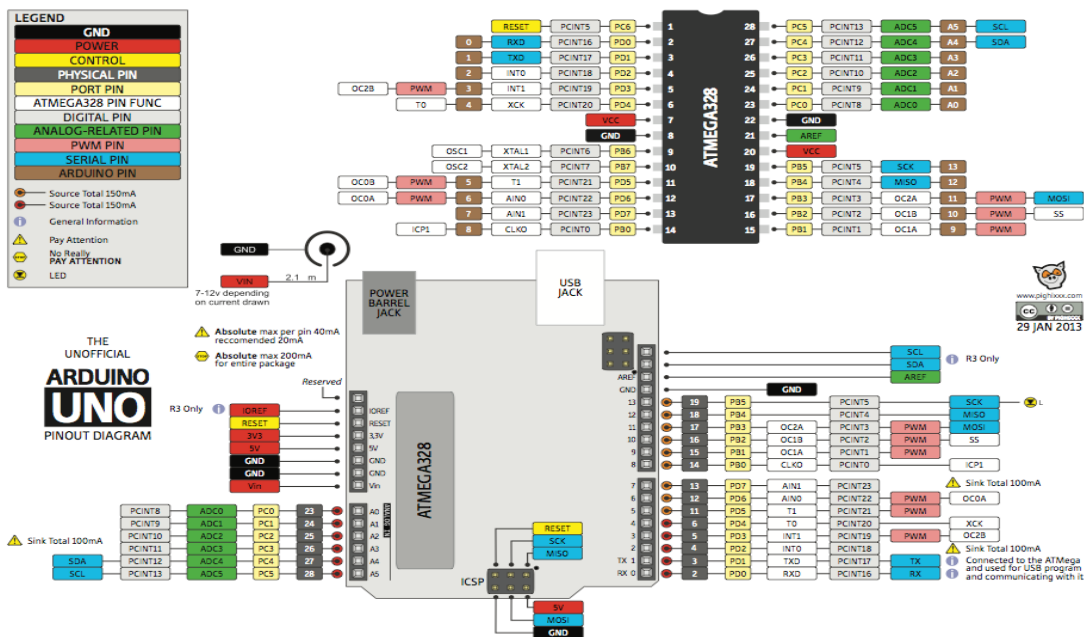 LEGEND
GND
POWER
CONTROL
PHYSICAL PIN
PORT PIN
ATMEGA328 PIN FUNC
DIGITAL PIN
ANALOG-RELATED PIN
PWM PIN
SERIAL PIN
ARDUINO PIN
Source Total 150mA
Source Total 150mA
General Information
Pay Attention
No Really
PAY ATTENTION
LED
RESET PCINT5 PC6 1
0 RXD PCINT16 PD0 2
1 TXD PCINT17 PD1 3
2 INT0 PCINT18 PD2 4
OC2B PWM 3 INT1 PCINT19 PD3 5
T0 4 XCK PCINT20 PD4 6
VCC 7
GND 8
OSC1 XTAL1 PCINT6 PB6 9
OSC2 XTAL2 PCINT7 PB7 10
OC0B PWM 5 T1 PCINT21 PD5 11
OC0A PWM 6 AIN0 PCINT22 PD6 12
7 AIN1 PCINT23 PD7 13
ICP1 8 CLKO PCINT0 PB0 14
ATMEGA328
28 PC5 PCINT13 ADC5 A5 SCL
27 PC4 PCINT12 ADC4 A4 SDA
26 PC3 PCINT11 ADC3 A3
25 PC2 PCINT10 ADC2 A2
24 PC1 PCINT9 ADC1 A1
23 PC0 PCINT8 ADC0 A0
22 GND
21 AREF
20 VCC
19 PB5 PCINT5 SCK 13
18 PB4 PCINT4 MISO 12
17 PB3 PCINT3 OC2A 11 PWM MOSI
16 PB2 PCINT2 OC1B 10 PWM SS
15 PB1 PCINT1 OC1A 9 PWM
GND
VIN
2.1 m
7-12v depending
on current drawn
POWER
BARREL
JACK
USB
JACK
www.pighixxx.com
cc
BY PIGHIXXX
29 JAN 2013
Absolute max per pin 40mA
reccomended 20mA
Absolute max 200mA
for entire package
THE
UNOFFICIAL
ARDUINO
UNO
PINOUT DIAGRAM
Reserved
R3 Only IOREF IOREF
RESET RESET
3V3 3,3V
5V 5V
GND GND
GND GND
Vin Vin
ATMEGA328
PCINT8 ADC0 PC0 23 A0
PCINT9 ADC1 PC1 24 A1
PCINT10 ADC2 PC2 25 A2
Sink Total 100mA PCINT11 ADC3 PC3 26 A3
SDA PCINT12 ADC4 PC4 27 A4
SCL PCINT13 ADC5 PC5 28 A5
ANALOG IN
SCL
SDA R3 Only
AREF AREF
GND GND
13 19 PB5 PCINT5 SCK L
12 18 PB4 PCINT4 MISO
11 17 PB3 OC2A PCINT3 PWM MOSI
10 16 PB2 OC1B PCINT2 PWM SS
9 15 PB1 OC1A PCINT1 PWM
8 14 PB0 CLKO PCINT0 ICP1
7 13 PD7 AIN1 PCINT23 Sink Total 100mA
6 12 PD6 AIN0 PCINT22 PWM OC0A
5 11 PD5 T1 PCINT21 PWM
4 6 PD4 T0 PCINT20 XCK
3 5 PD3 INT1 PCINT19 PWM OC2B
2 4 PD2 INT0 PCINT18 Sink Total 100mA
TX 1 3 PD1 TXD PCINT17 TX
RX 0 2 PD0 RXD PCINT16 RX
Connected to the ATMega
and used for USB program
and communicating with it
RESET
SCK
MISO
ICSP
5V
MOSI
GND